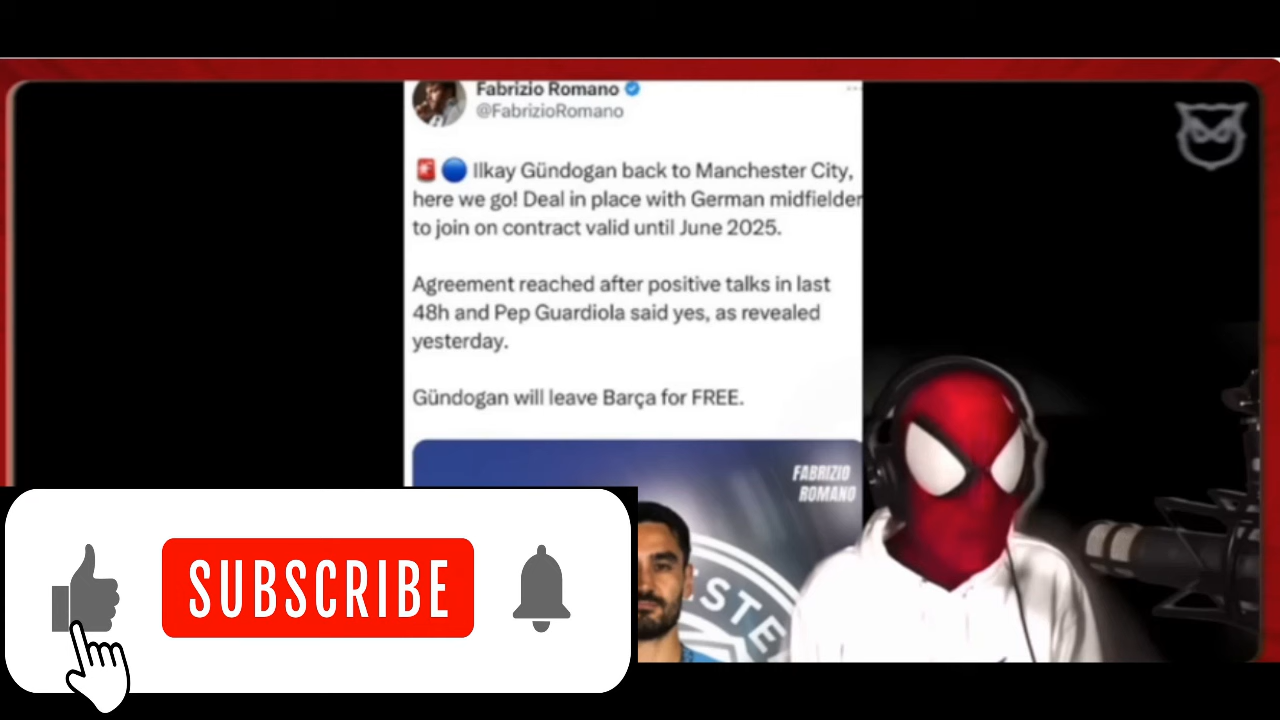 Fabrizio Romano
@FabrizioRomano
🚨🔵 Ilkay Gündogan back to Manchester City,
here we go! Deal in place with German midfielder
to join on contract valid until June 2025.
Agreement reached after positive talks in last
48h and Pep Guardiola said yes, as revealed
yesterday.
Gündogan will leave Barça for FREE.
FABRIZIO
ROMANO
STE
SUBSCRIBE